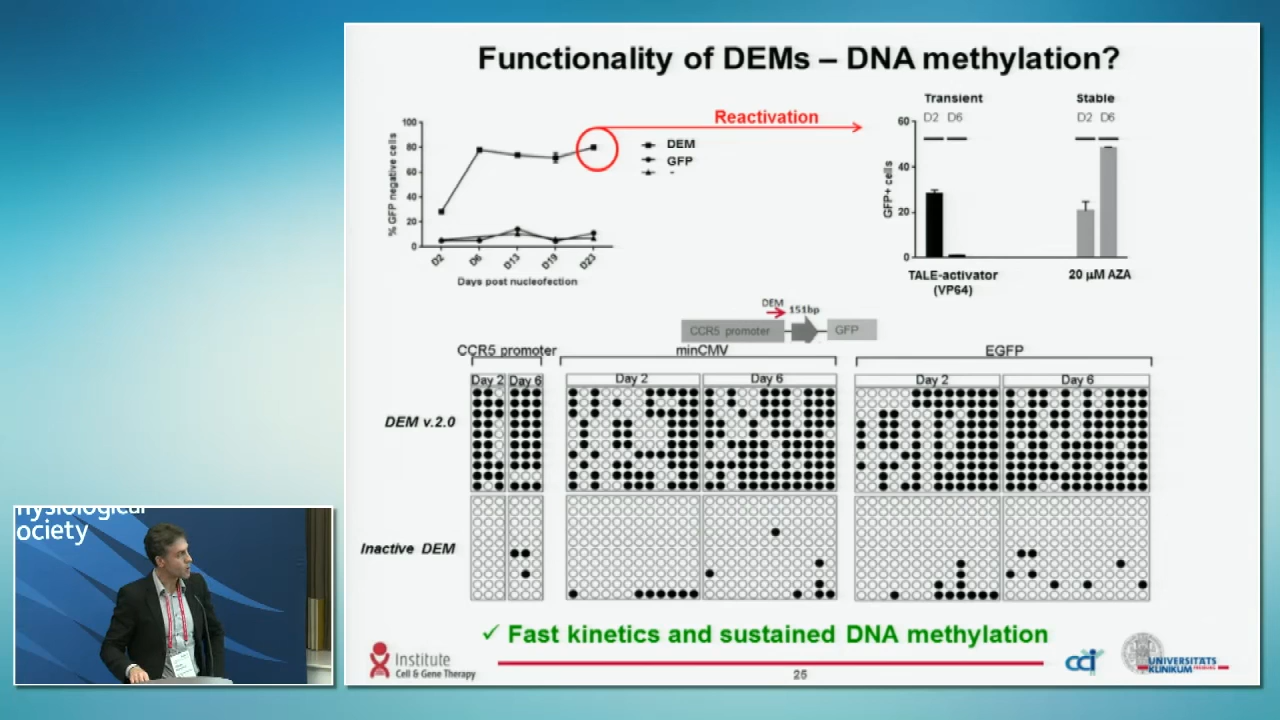 Functionality of DEMs – DNA methylation?
% GFP negative cells
100
80
60
40
20
0
D2
D6
D13
D19
D23
Days post nucleofection
Reactivation
DEM
GFP
-
GFP+ cells
60
40
20
0
Transient
D2 D6
Stable
D2 D6
TALE-activator
(VP64)
20 µM AZA
DEM
151bp
CCR5 promoter
GFP
CCR5 promoter
minCMV
EGFP
Day 2 Day 6
Day 2
Day 6
Day 2
Day 6
DEM v.2.0
Inactive DEM
✓ Fast kinetics and sustained DNA methylation
Institute
Cell & Gene Therapy
25
cci
UNIVERSITÄTS
KLINIKUM FREIBURG
hysiological
ociety